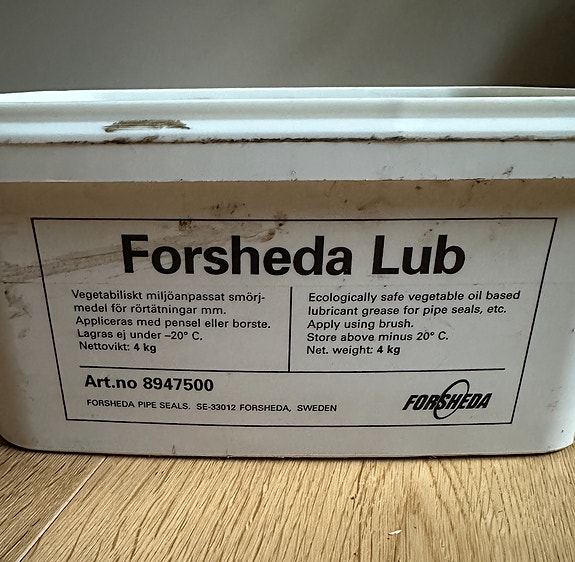 Forsheda Lub
Vegetabiliskt miljöanpassat smörj-
medel för rörtätningar mm.
Appliceras med pensel eller borste.
Lagras ej under –20° C.
Nettovikt: 4 kg
Ecologically safe vegetable oil based
lubricant grease for pipe seals, etc.
Apply using brush.
Store above minus 20° C.
Net. weight: 4 kg
Art.no 8947500
FORSHEDA PIPE SEALS. SE-33012 FORSHEDA, SWEDEN
FORSHEDA